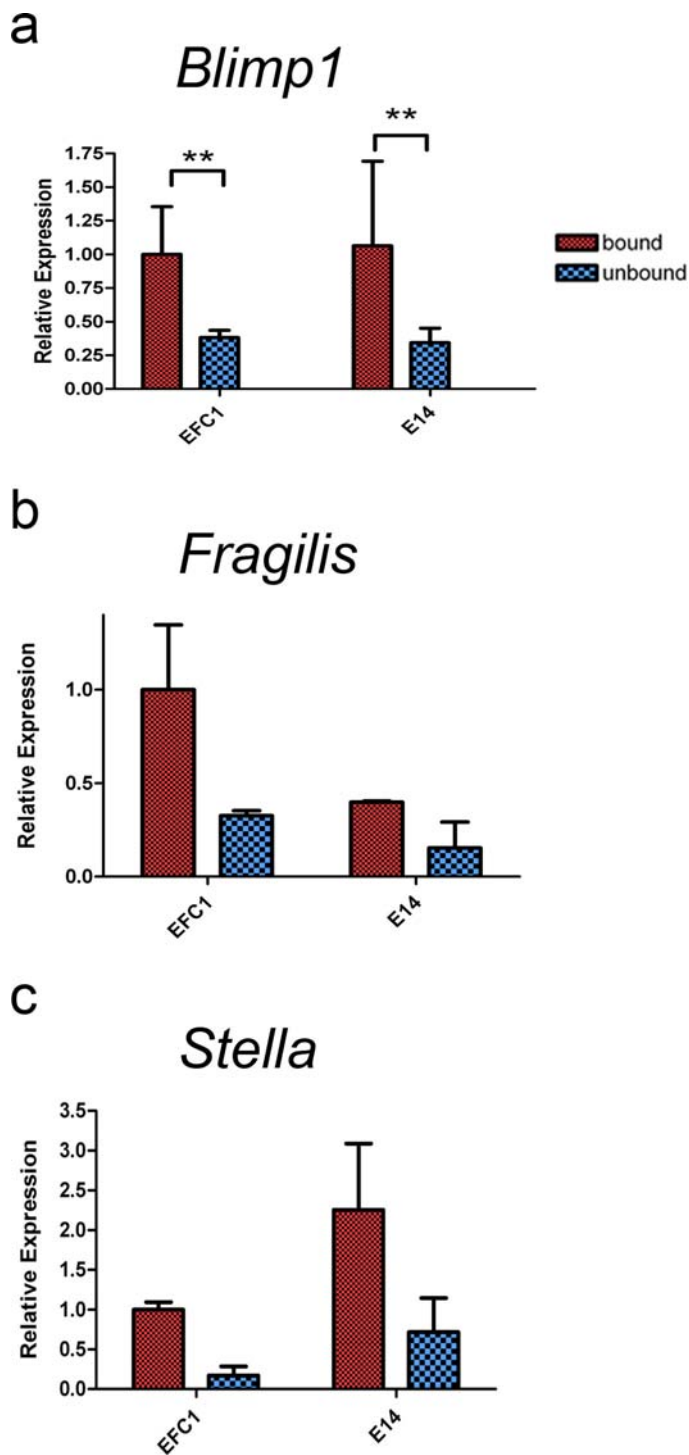 a
Blimp1
** **
1.75
1.50
1.25
1.00
0.75
0.50
0.25
0.00
Relative Expression
EFC1 E14
bound
unbound
b
Fragilis
1.0
0.5
0.0
Relative Expression
EFC1 E14
c
Stella
3.5
3.0
2.5
2.0
1.5
1.0
0.5
0.0
Relative Expression
EFC1 E14